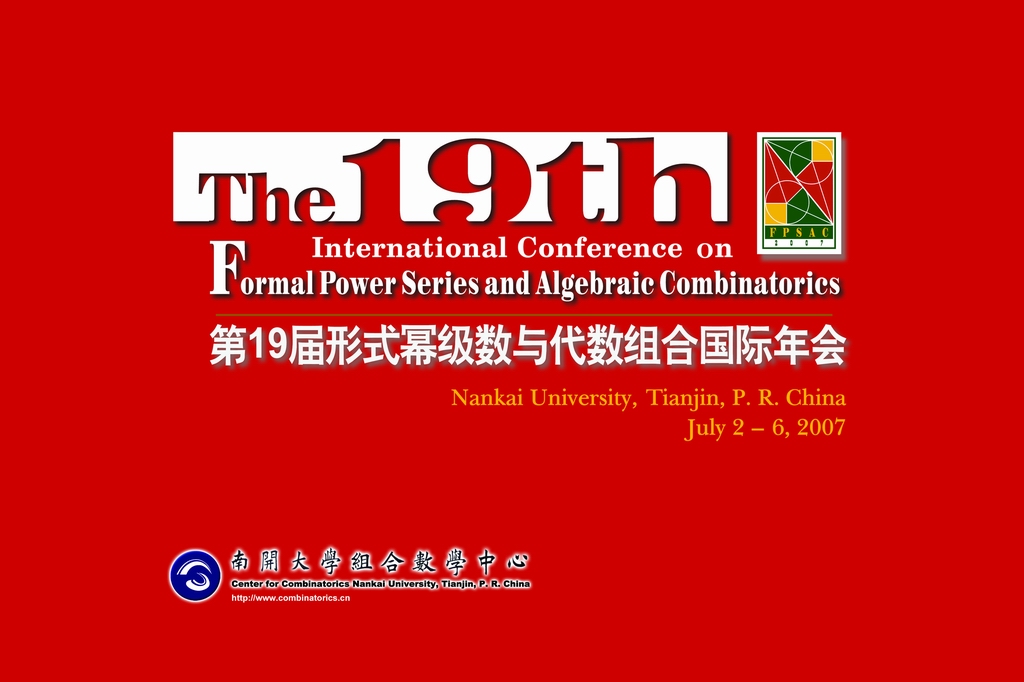 The 19th
International Conference on
Formal Power Series and Algebraic Combinatorics
FPSAC
2007
第19届形式幂级数与代数组合国际年会
Nankai University, Tianjin, P. R. China
July 2 – 6, 2007
南開大學組合數學中心
Center for Combinatorics Nankai University, Tianjin, P. R. China
http://www.combinatorics.cn